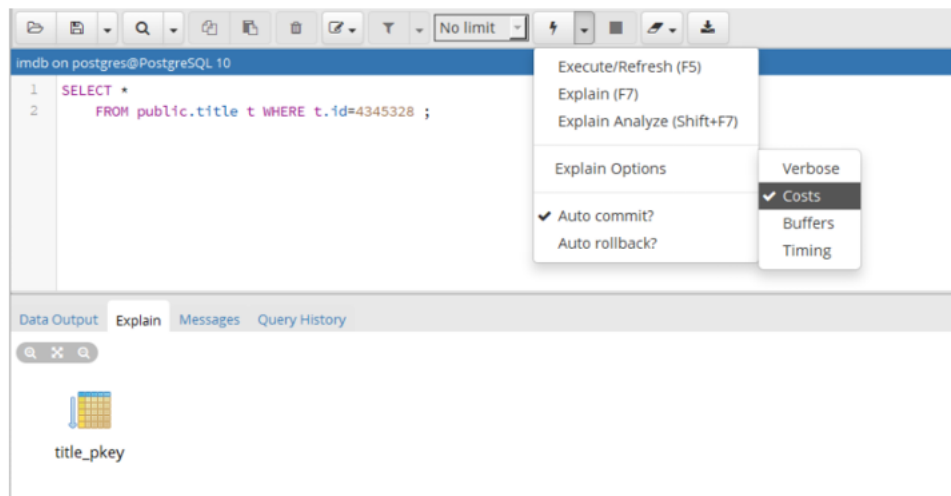 No limit
imdb on postgres@PostgreSQL 10
1 SELECT *
2 FROM public.title t WHERE t.id=4345328 ;
Execute/Refresh (F5)
Explain (F7)
Explain Analyze (Shift+F7)
Explain Options
Auto commit?
Auto rollback?
Verbose
Costs
Buffers
Timing
Data Output Explain Messages Query History
title_pkey